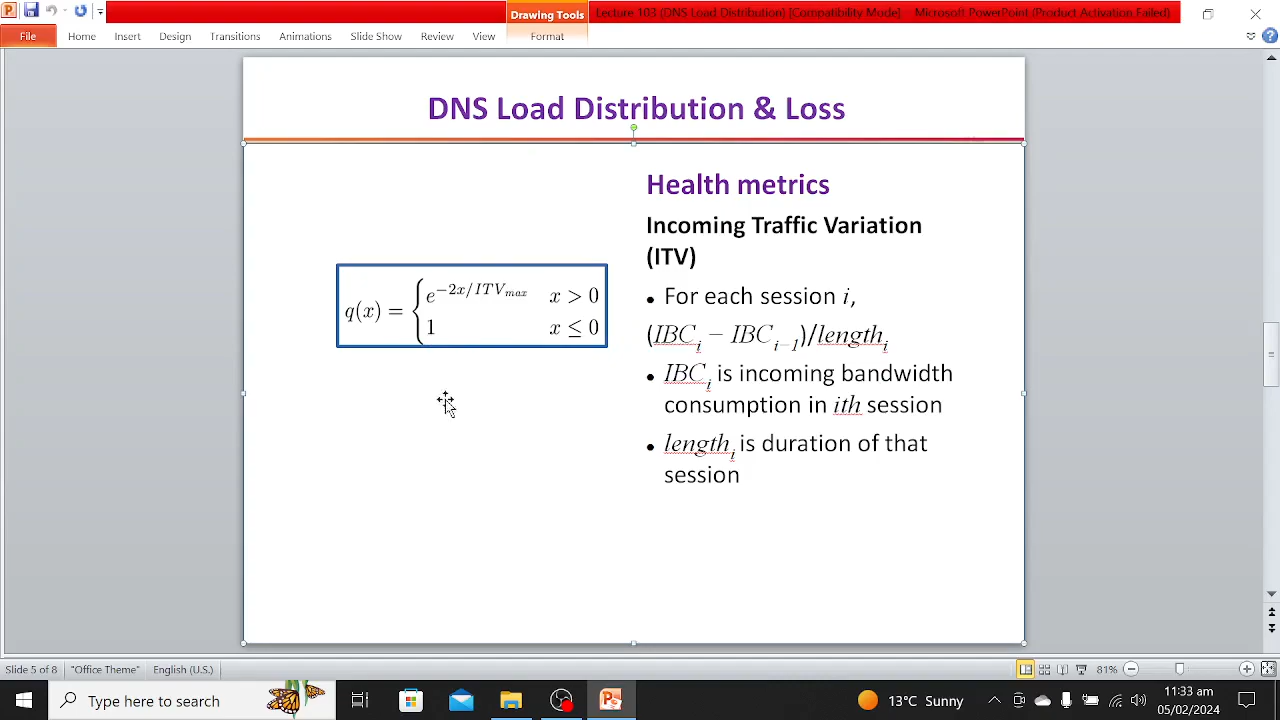 Drawing Tools
Lecture 103 (DNS Load Distribution) [Compatibility Mode] - Microsoft PowerPoint (Product Activation Failed)
File Home Insert Design Transitions Animations Slide Show Review View Format
DNS Load Distribution & Loss
q(x) = { e^{-2x/ITV_{max}} x > 0
1 x ≤ 0
Health metrics
Incoming Traffic Variation
(ITV)
• For each session i,
(IBC_i − IBC_{i−1})/length_i
• IBC_i is incoming bandwidth
consumption in ith session
• length_i is duration of that
session
Slide 5 of 8 "Office Theme" English (U.S.) 81%
Type here to search
13°C Sunny
11:33 am
05/02/2024